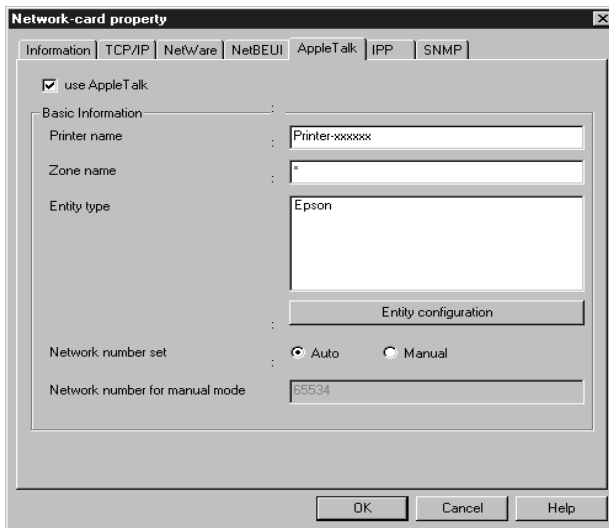 Network-card property
Information TCP/IP NetWare NetBEUI AppleTalk IPP SNMP
use AppleTalk
Basic Information :
Printer name : Printer-xxxxxx
Zone name : *
Entity type Epson
Entity configuration
:
Network number set : Auto Manual
Network number for manual mode 65534
OK Cancel Help